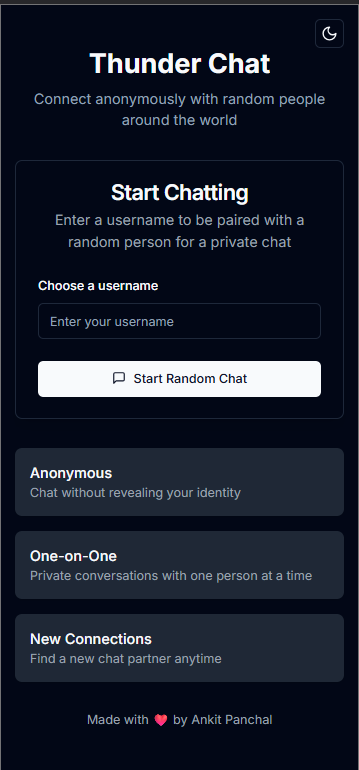 Thunder Chat
Connect anonymously with random people
around the world
Start Chatting
Enter a username to be paired with a
random person for a private chat
Choose a username
Enter your username
Start Random Chat
Anonymous
Chat without revealing your identity
One-on-One
Private conversations with one person at a time
New Connections
Find a new chat partner anytime
Made with ❤️ by Ankit Panchal